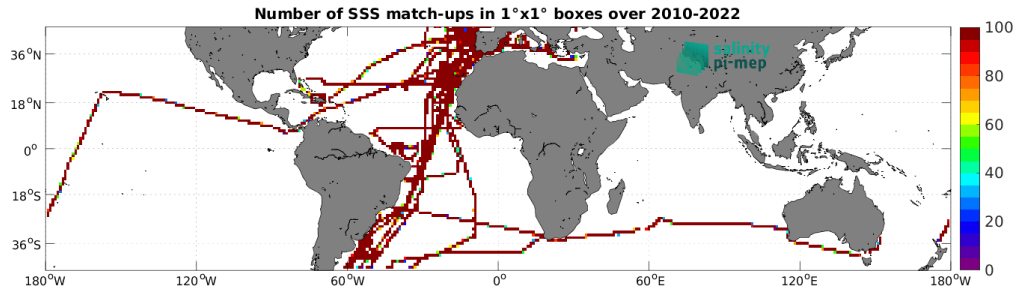 Number of SSS match-ups in 1°x1° boxes over 2010-2022
36°N
18°N
0°
18°S
36°S
180°W
120°W
60°W
0°
60°E
120°E
180°W
salinity
pi-mep
100
80
60
40
20
0